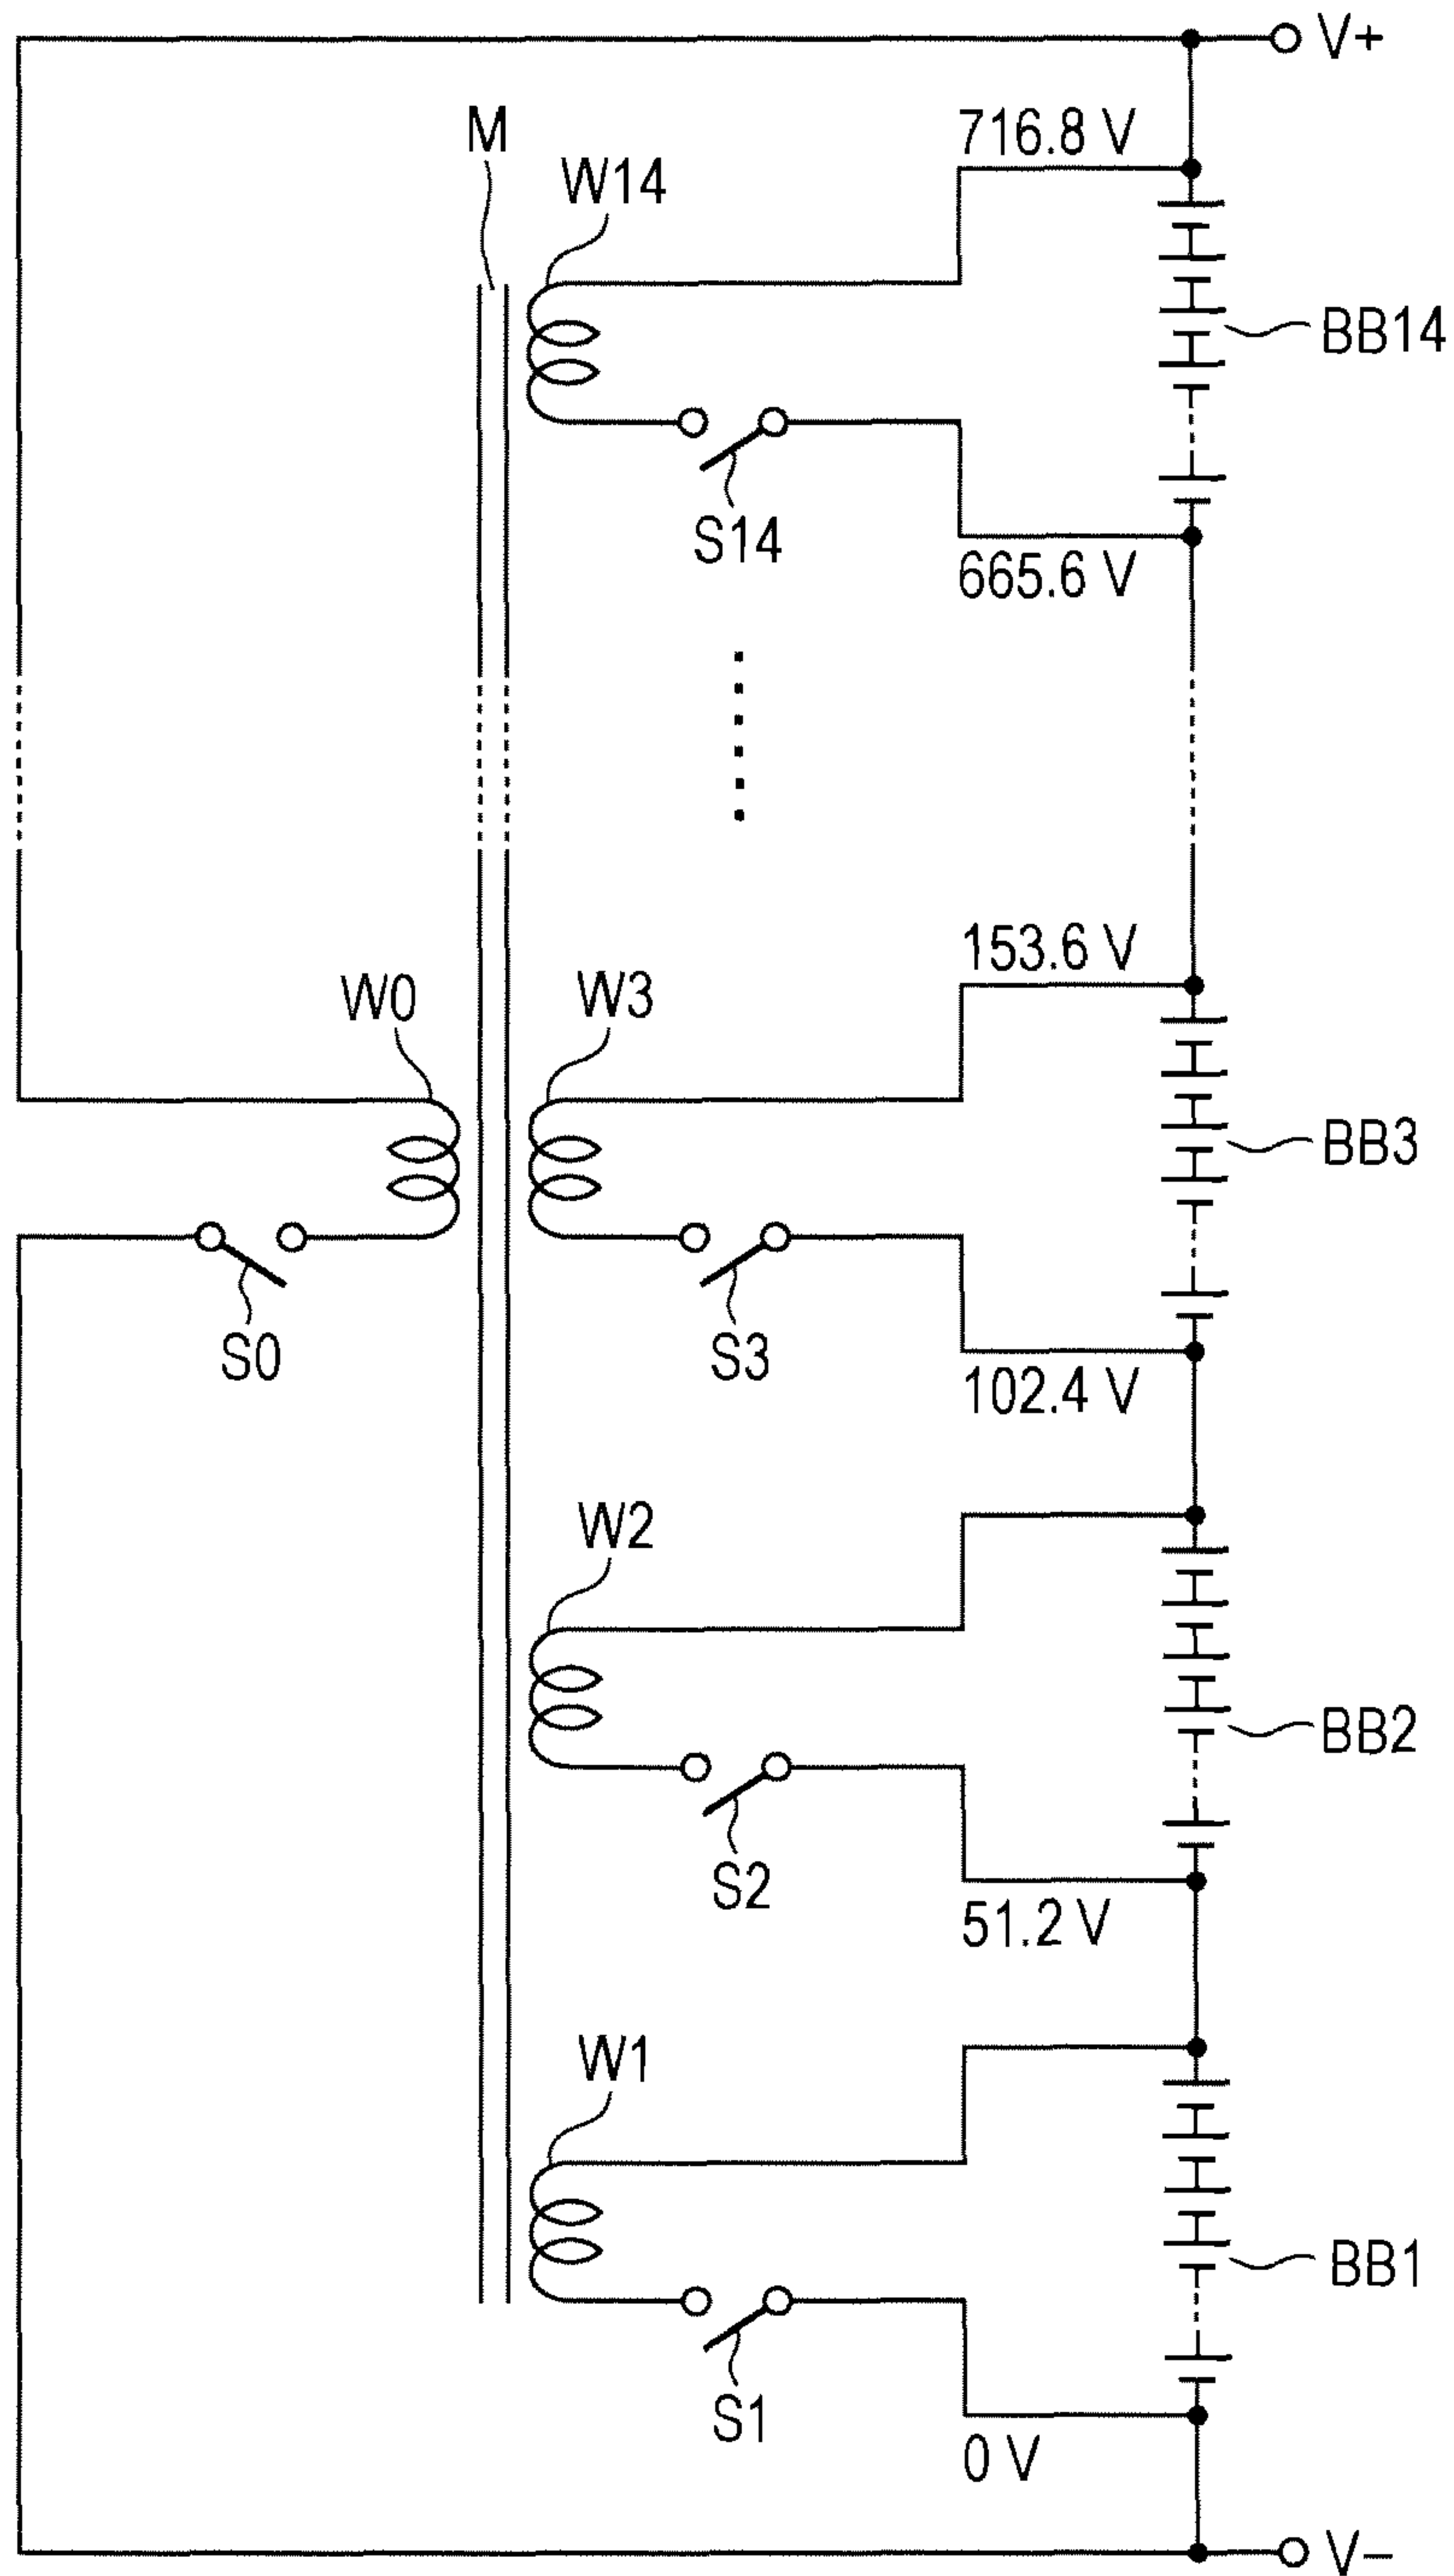 V+
716.8 V
M
W14
BB14
S14
665.6 V
153.6 V
W0
W3
BB3
S0
S3
102.4 V
W2
BB2
S2
51.2 V
W1
BB1
S1
0 V
V–